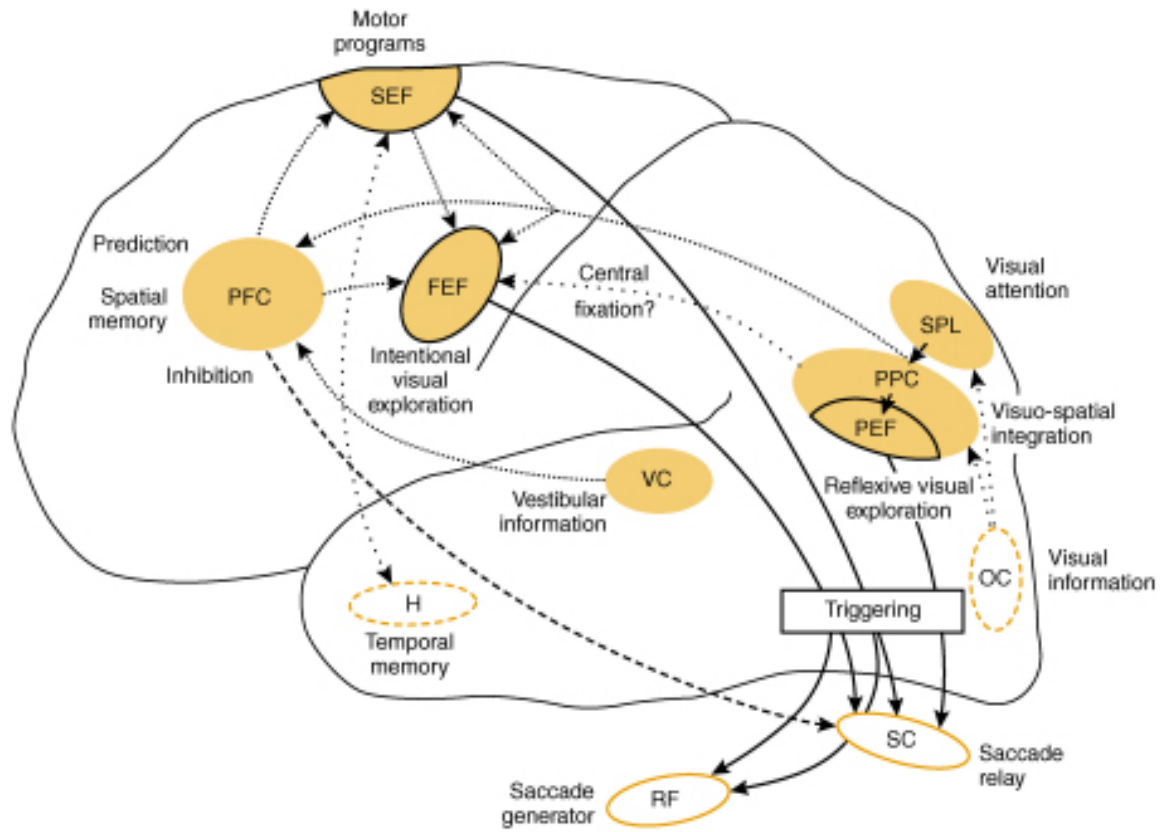 Motor
programs
SEF
Prediction
Spatial
memory
PFC
Inhibition
FEF
Intentional
visual
exploration
Central
fixation?
Visual
attention
SPL
PPC
PEF
Visuo-spatial
integration
Reflexive visual
exploration
VC
Vestibular
information
OC
Visual
information
H
Temporal
memory
Triggering
SC
Saccade
relay
RF
Saccade
generator